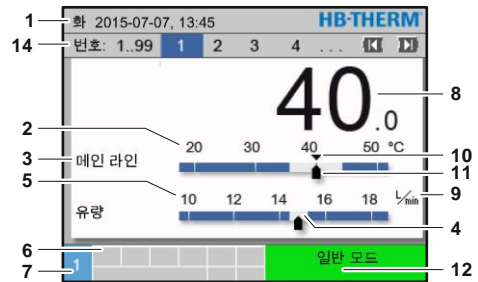 1 화 2015-07-07, 13:45 HB-THERM
14 번호: 1..99 1 2 3 4 ...
40.0 8
2 20 30 40 50 °C 10
3 메인 라인 11
5 10 12 14 16 18 L/min 9
유량 4
6
7 1 일반 모드 12